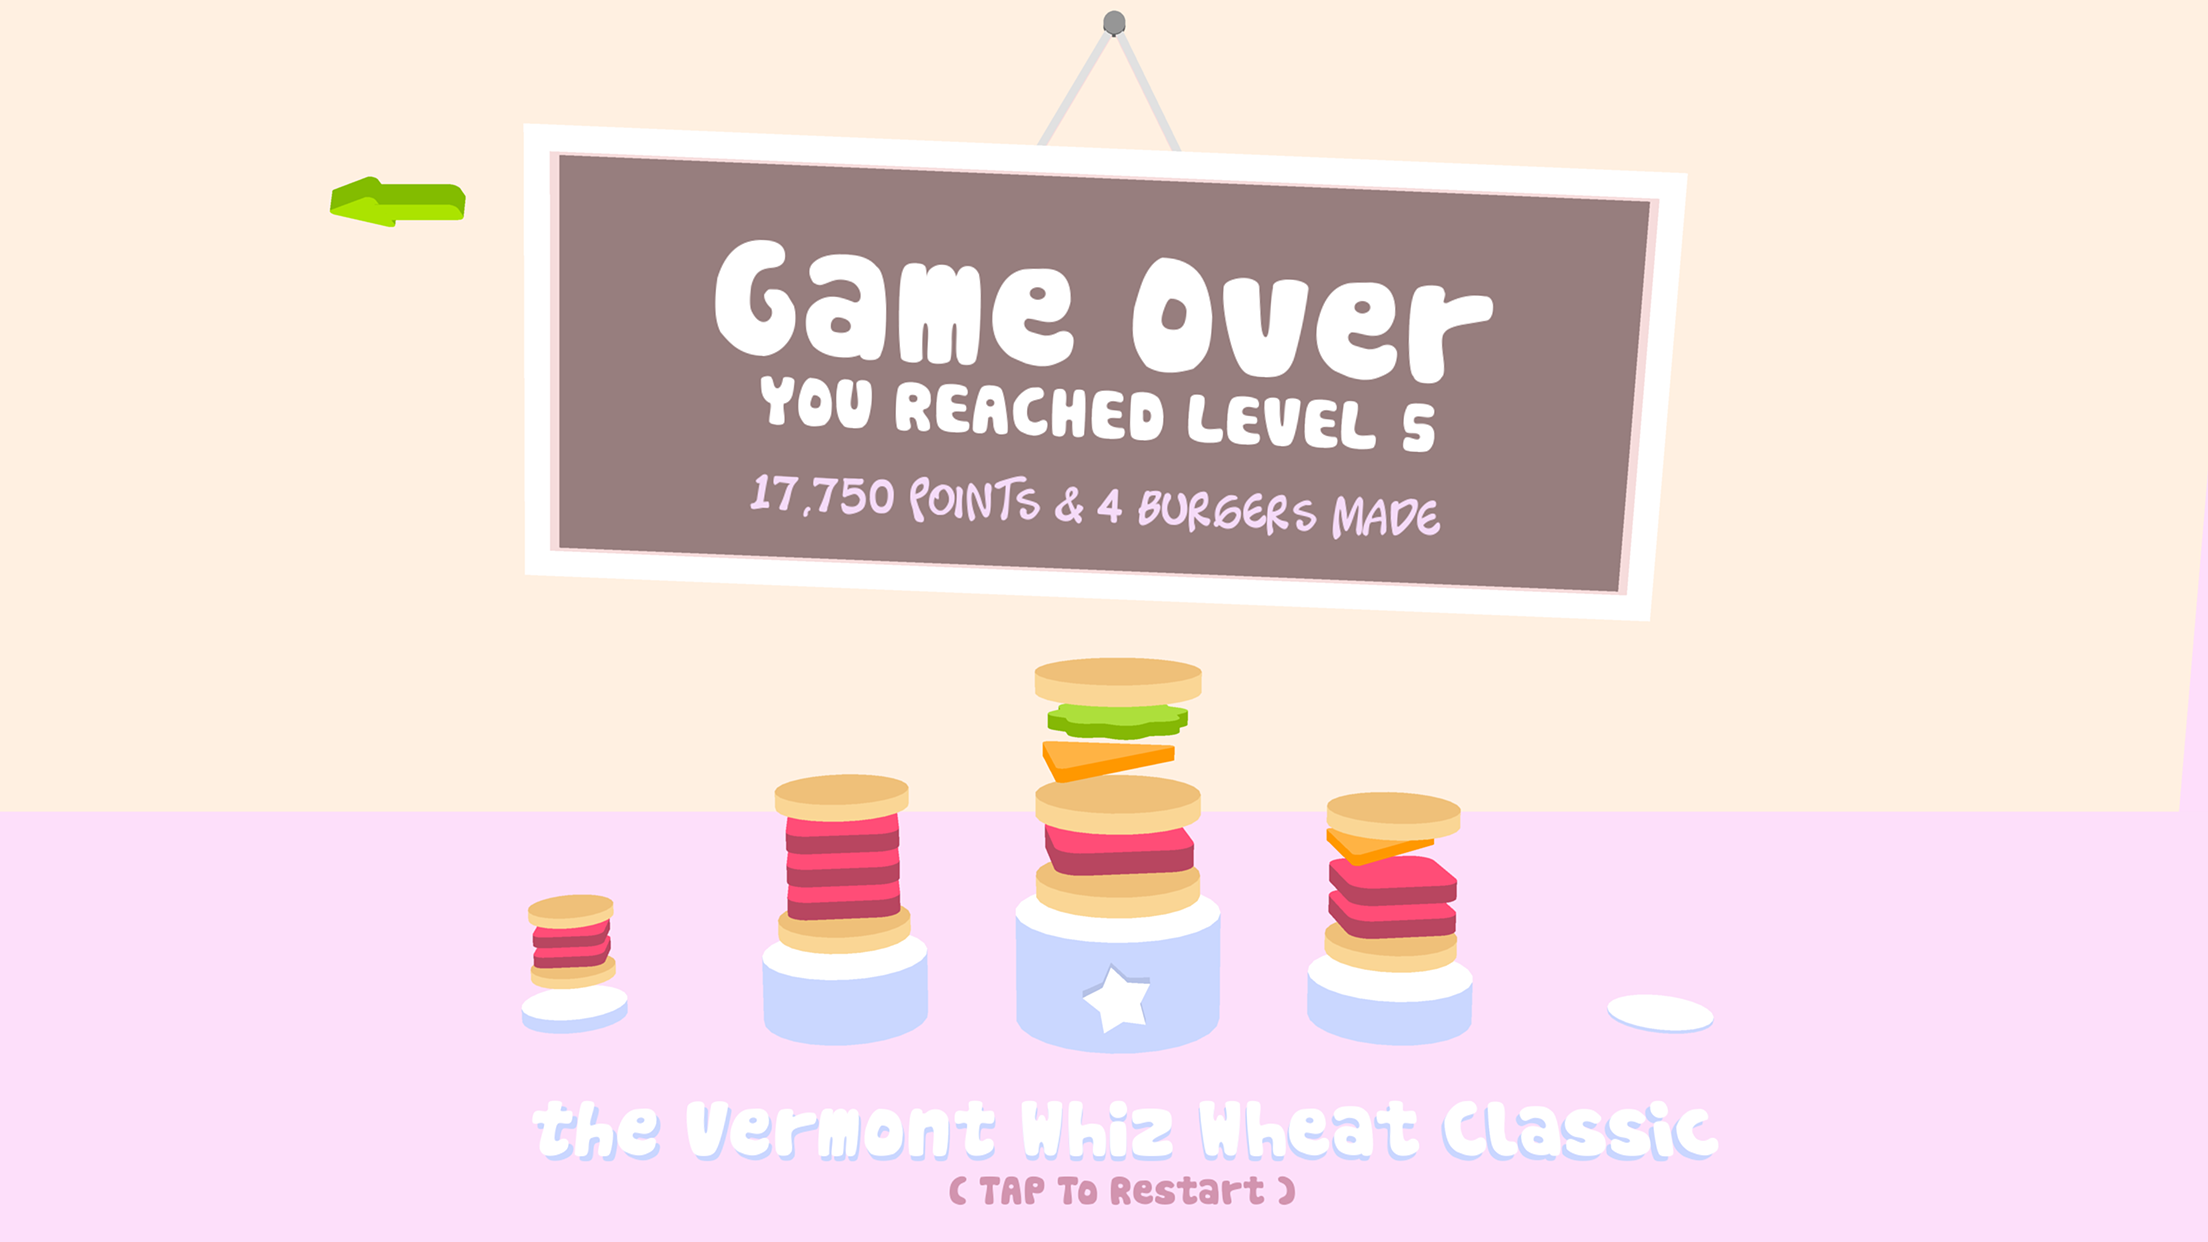 Game Over
YOU REACHED LEVEL 5
17,750 POINTS & 4 BURGERS MADE
the Vermont Whiz Wheat Classic
( TAP To Restart )